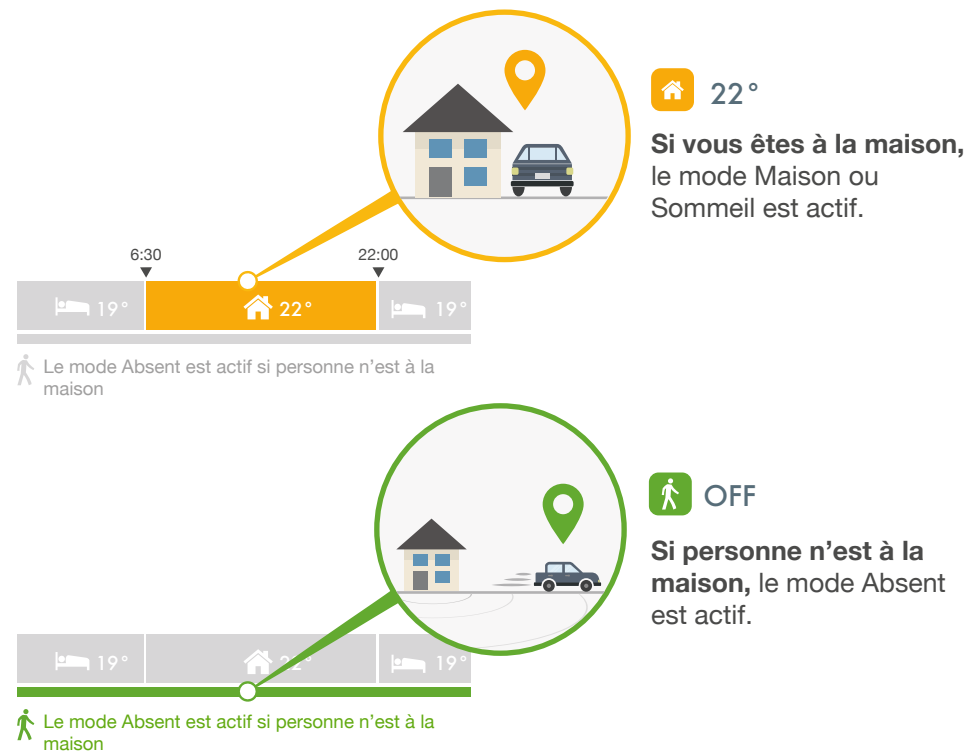 22°
Si vous êtes à la maison,
le mode Maison ou
Sommeil est actif.
6:30
22:00
19°
22°
19°
Le mode Absent est actif si personne n’est à la
maison
OFF
Si personne n’est à la
maison, le mode Absent
est actif.
19°
22°
19°
Le mode Absent est actif si personne n’est à la
maison